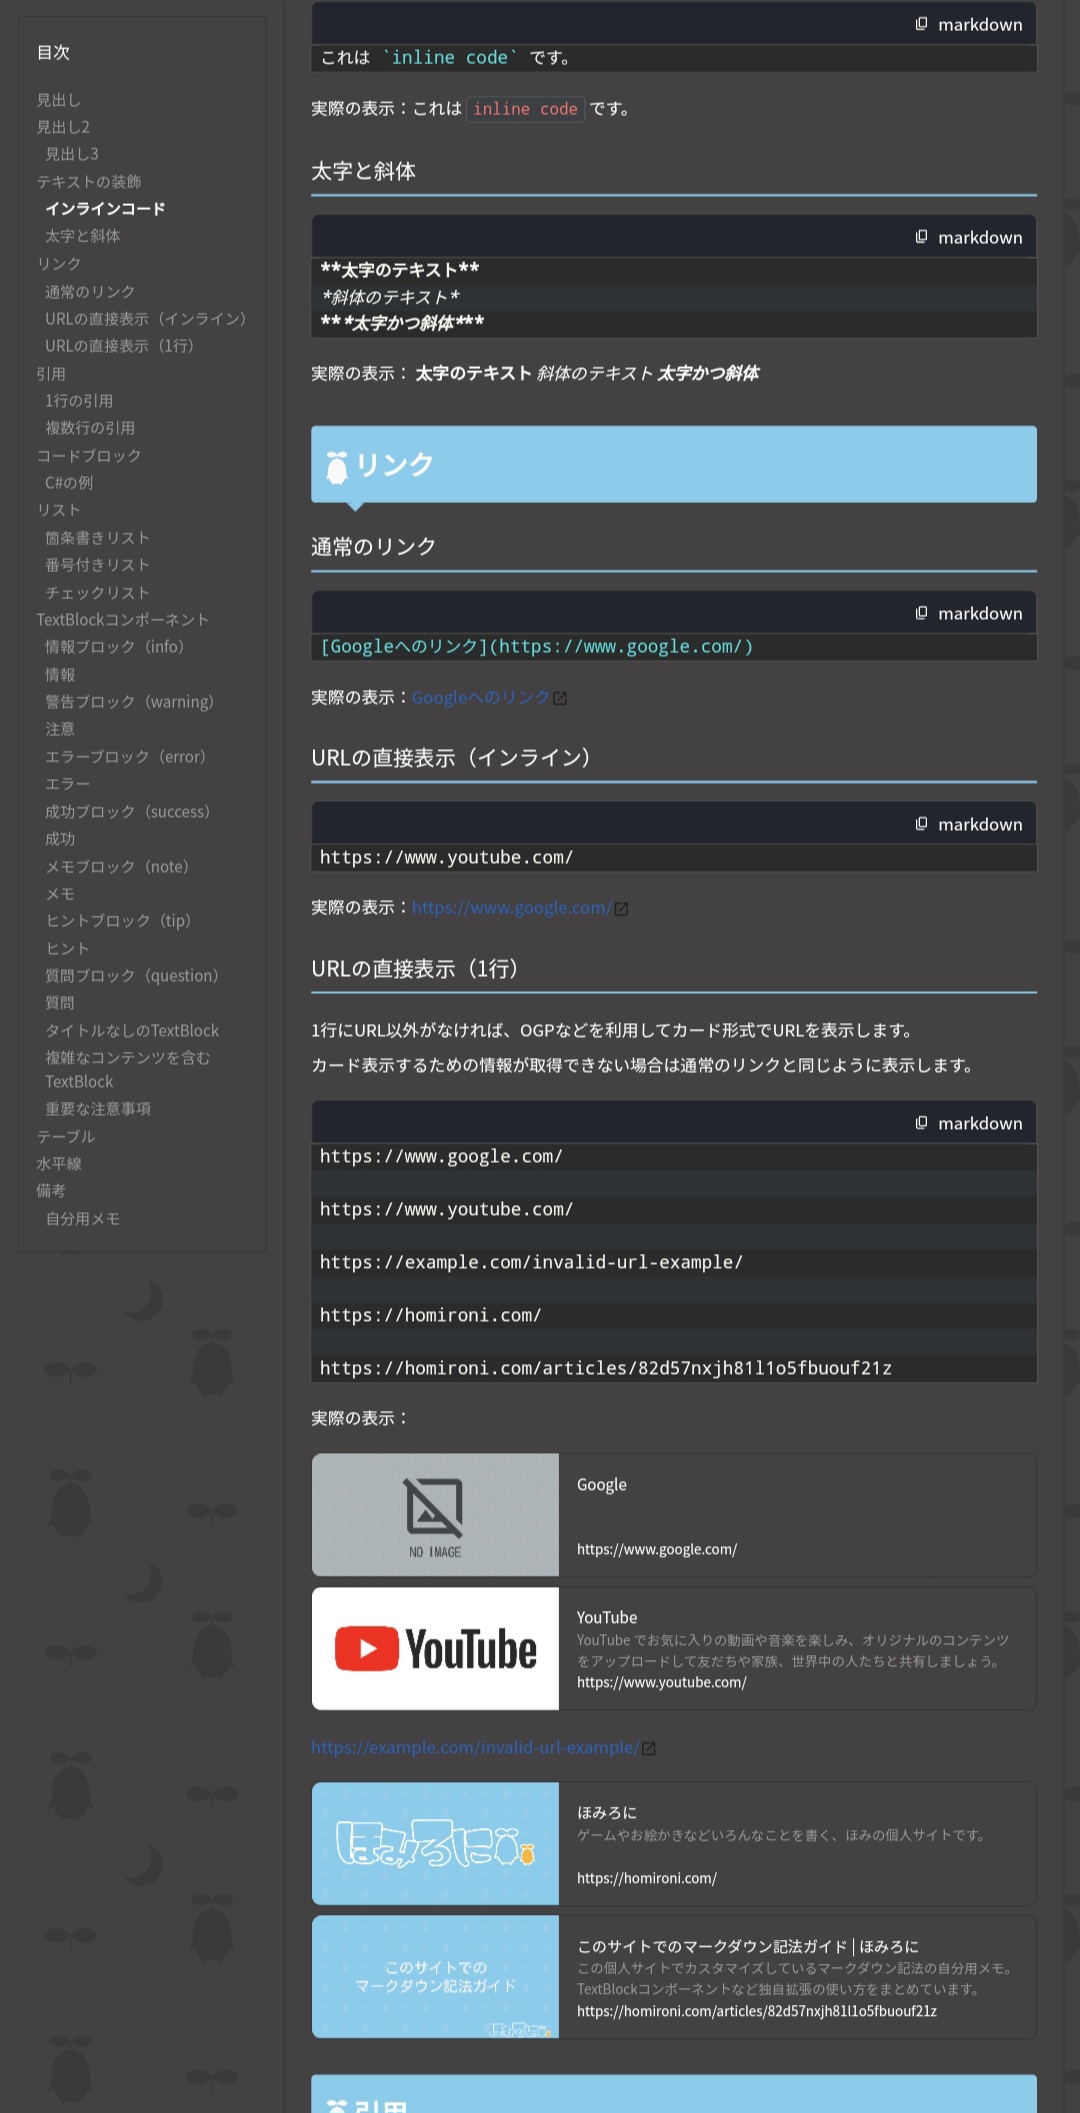 目次
見出し
見出し2
見出し3
テキストの装飾
インラインコード
太字と斜体
リンク
通常のリンク
URLの直接表示（インライン）
URLの直接表示（1行）
引用
1行の引用
複数行の引用
コードブロック
C#の例
リスト
箇条書きリスト
番号付きリスト
チェックリスト
TextBlockコンポーネント
情報ブロック（info）
情報
警告ブロック（warning）
注意
エラーブロック（error）
エラー
成功ブロック（success）
成功
メモブロック（note）
メモ
ヒントブロック（tip）
ヒント
質問ブロック（question）
質問
タイトルなしのTextBlock
複雑なコンテンツを含む
TextBlock
重要な注意事項
テーブル
水平線
備考
自分用メモ
markdown
これは `inline code` です。
実際の表示：これは inline code です。
太字と斜体
markdown
**太字のテキスト**
*斜体のテキスト*
***太字かつ斜体***
実際の表示： 太字のテキスト 斜体のテキスト 太字かつ斜体
リンク
通常のリンク
markdown
[Googleへのリンク](https://www.google.com/)
実際の表示：Googleへのリンク
URLの直接表示（インライン）
markdown
https://www.youtube.com/
実際の表示：https://www.google.com/
URLの直接表示（1行）
1行にURL以外がなければ、OGPなどを利用してカード形式でURLを表示します。
カード表示するための情報が取得できない場合は通常のリンクと同じように表示します。
markdown
https://www.google.com/
https://www.youtube.com/
https://example.com/invalid-url-example/
https://homironi.com/
https://homironi.com/articles/82d57nxjh81l1o5fbuouf21z
実際の表示：
NO IMAGE
Google
https://www.google.com/
YouTube
YouTube
YouTube でお気に入りの動画や音楽を楽しみ、オリジナルのコンテンツ
をアップロードして友だちや家族、世界中の人たちと共有しましょう。
https://www.youtube.com/
https://example.com/invalid-url-example/
ほみろに
ほみろに
ゲームやお絵かきなどいろんなことを書く、ほみの個人サイトです。
https://homironi.com/
このサイトでの
マークダウン記法ガイド
ほみろに
このサイトでのマークダウン記法ガイド | ほみろに
この個人サイトでカスタマイズしているマークダウン記法の自分用メモ。
TextBlockコンポーネントなど独自拡張の使い方をまとめています。
https://homironi.com/articles/82d57nxjh81l1o5fbuouf21z
引用